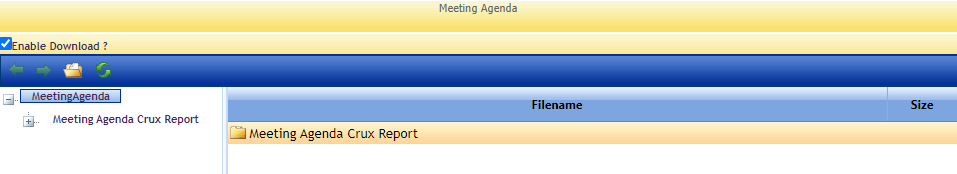 Meeting Agenda
Enable Download ?
MeetingAgenda
Meeting Agenda Crux Report
Filename Size
Meeting Agenda Crux Report